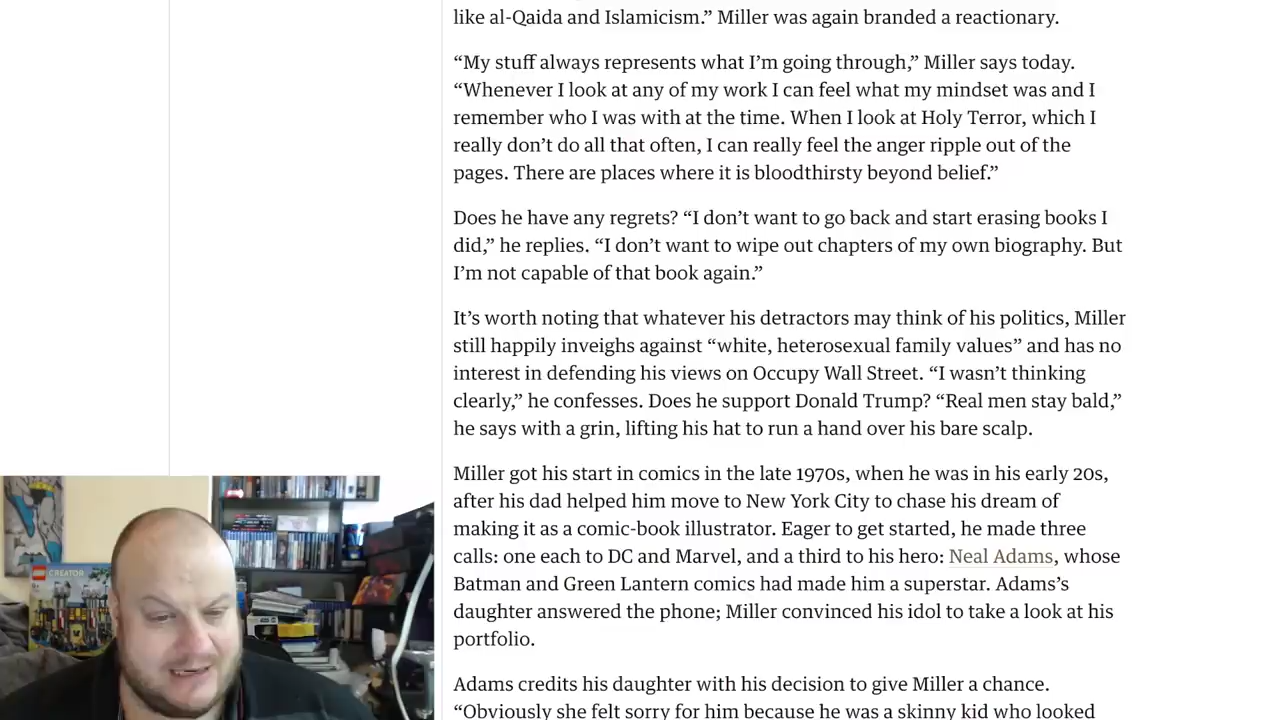 like al-Qaida and Islamicism.” Miller was again branded a reactionary.
“My stuff always represents what I’m going through,” Miller says today.
“Whenever I look at any of my work I can feel what my mindset was and I
remember who I was with at the time. When I look at Holy Terror, which I
really don’t do all that often, I can really feel the anger ripple out of the
pages. There are places where it is bloodthirsty beyond belief.”
Does he have any regrets? “I don’t want to go back and start erasing books I
did,” he replies. “I don’t want to wipe out chapters of my own biography. But
I’m not capable of that book again.”
It’s worth noting that whatever his detractors may think of his politics, Miller
still happily inveighs against “white, heterosexual family values” and has no
interest in defending his views on Occupy Wall Street. “I wasn’t thinking
clearly,” he confesses. Does he support Donald Trump? “Real men stay bald,”
he says with a grin, lifting his hat to run a hand over his bare scalp.
Miller got his start in comics in the late 1970s, when he was in his early 20s,
after his dad helped him move to New York City to chase his dream of
making it as a comic-book illustrator. Eager to get started, he made three
calls: one each to DC and Marvel, and a third to his hero: Neal Adams, whose
Batman and Green Lantern comics had made him a superstar. Adams’s
daughter answered the phone; Miller convinced his idol to take a look at his
portfolio.
Adams credits his daughter with his decision to give Miller a chance.
“Obviously she felt sorry for him because he was a skinny kid who looked
CREATOR